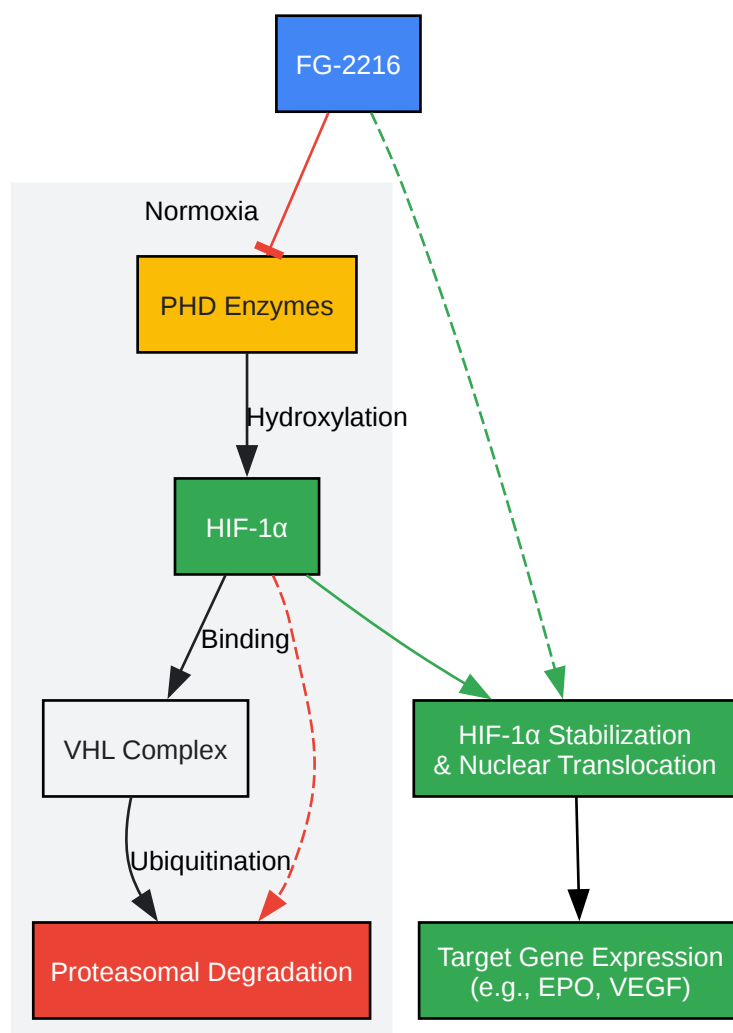 FG-2216
Normoxia
PHD Enzymes
Hydroxylation
HIF-1α
Binding
VHL Complex
HIF-1α Stabilization
& Nuclear Translocation
Ubiquitination
Proteasomal Degradation
Target Gene Expression
(e.g., EPO, VEGF)